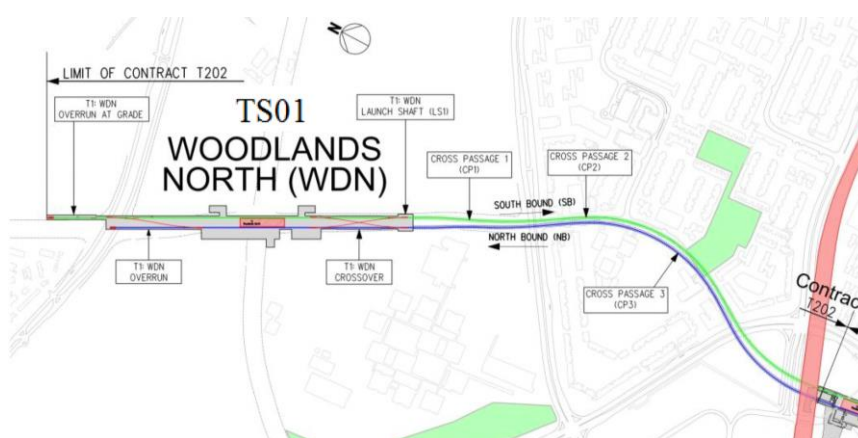 N
LIMIT OF CONTRACT T202
T1: WDN
OVERRUN AT GRADE
TS01
T1: WDN
LAUNCH SHAFT (LS1)
WOODLANDS
NORTH (WDN)
CROSS PASSAGE 1
(CP1)
CROSS PASSAGE 2
(CP2)
SOUTH BOUND (SB)
NORTH BOUND (NB)
T1: WDN
OVERRUN
T1: WDN
CROSSOVER
CROSS PASSAGE 3
(CP3)
Contract
T202